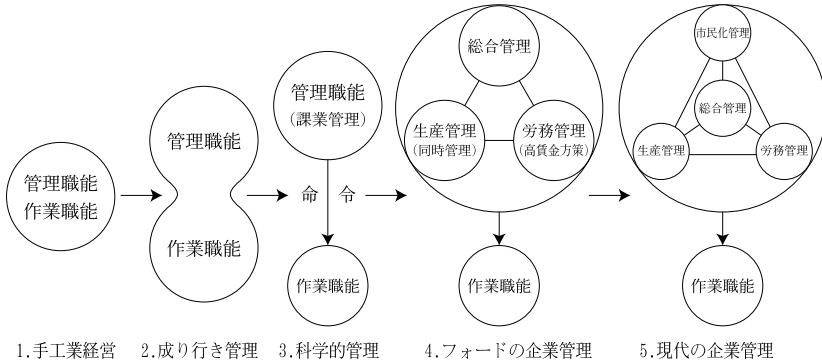 管理職能
作業職能
管理職能
作業職能
管理職能
(課業管理)
命 令
作業職能
総合管理
生産管理
(同時管理)
労務管理
(高賃金方策)
作業職能
市民化管理
総合管理
生産管理
労務管理
作業職能
1.手工業経営
2.成り行き管理
3.科学的管理
4.フォードの企業管理
5.現代の企業管理